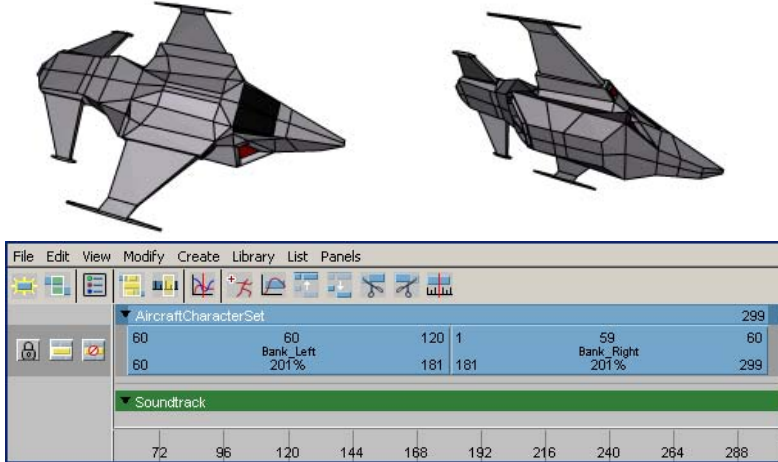 File Edit View Modify Create Library List Panels
AircraftCharacterSet 299
60 60 120 1 59 60
Bank_Left Bank_Right
60 201% 181 181 201% 299
Soundtrack
72 96 120 144 168 192 216 240 264 288